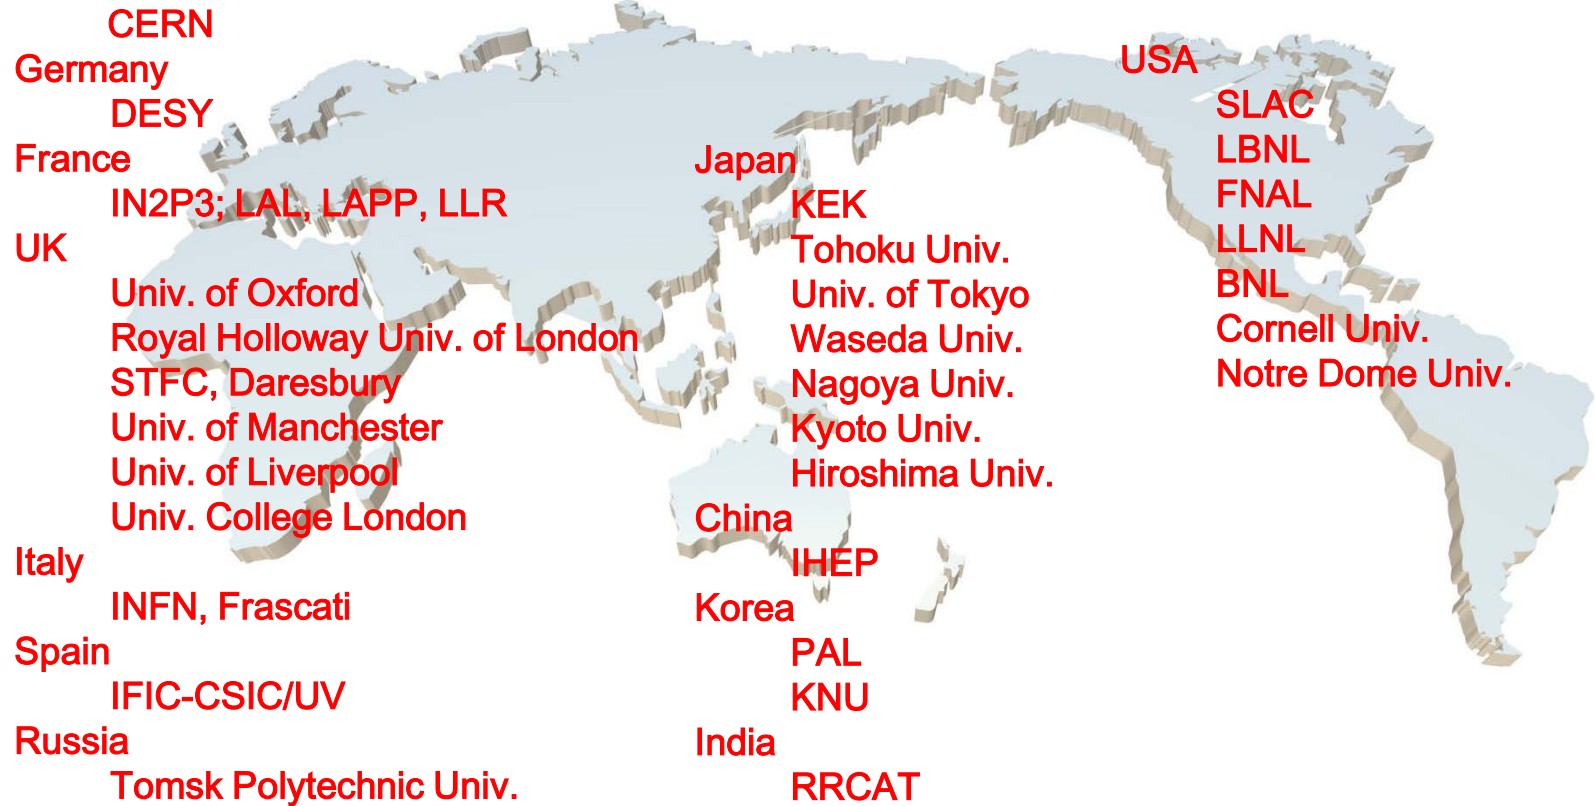 CERN
Germany
DESY
France
IN2P3; LAL, LAPP, LLR
UK
Univ. of Oxford
Royal Holloway Univ. of London
STFC, Daresbury
Univ. of Manchester
Univ. of Liverpool
Univ. College London
Italy
INFN, Frascati
Spain
IFIC-CSIC/UV
Russia
Tomsk Polytechnic Univ.
Japan
KEK
Tohoku Univ.
Univ. of Tokyo
Waseda Univ.
Nagoya Univ.
Kyoto Univ.
Hiroshima Univ.
China
IHEP
Korea
PAL
KNU
India
RRCAT
USA
SLAC
LBNL
FNAL
LLNL
BNL
Cornell Univ.
Notre Dome Univ.